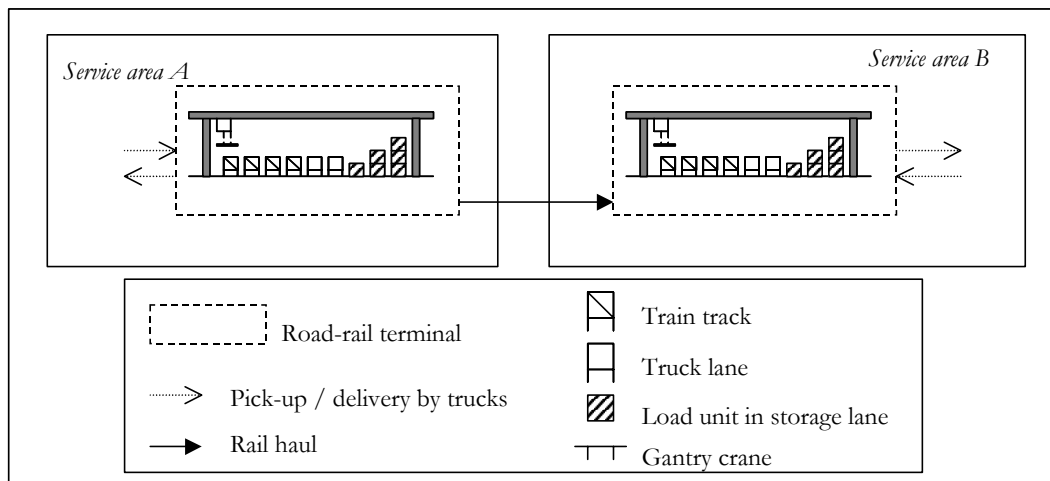 Service area A
Service area B
Road-rail terminal
Pick-up / delivery by trucks
Rail haul
Train track
Truck lane
Load unit in storage lane
Gantry crane